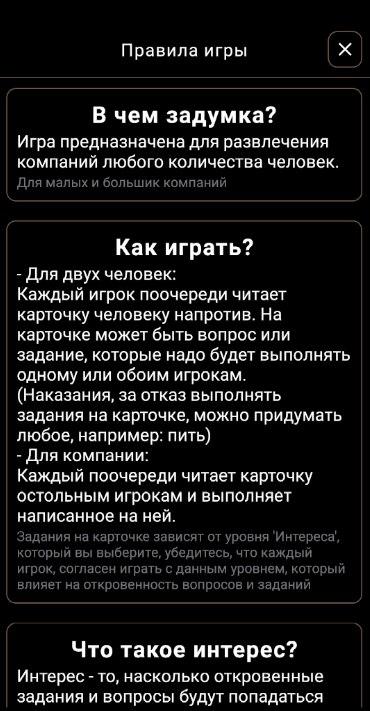 Правила игры
В чем задумка?
Игра предназначена для развлечения
компаний любого количества человек.
Для малых и большик компаний
Как играть?
- Для двух человек:
Каждый игрок поочереди читает
карточку человеку напротив. На
карточке может быть вопрос или
задание, которые надо будет выполнять
одному или обоим игрокам.
(Наказания, за отказ выполнять
задания на карточке, можно придумать
любое, например: пить)
- Для компании:
Каждый поочереди читает карточку
остольным игрокам и выполняет
написанное на ней.
Задания на карточке зависят от уровня 'Интереса',
который вы выберите, убедитесь, что каждый
игрок, согласен играть с данным уровнем, который
влияет на откровенность вопросов и заданий
Что такое интерес?
Интерес - то, насколько откровенные
задания и вопросы будут попадаться